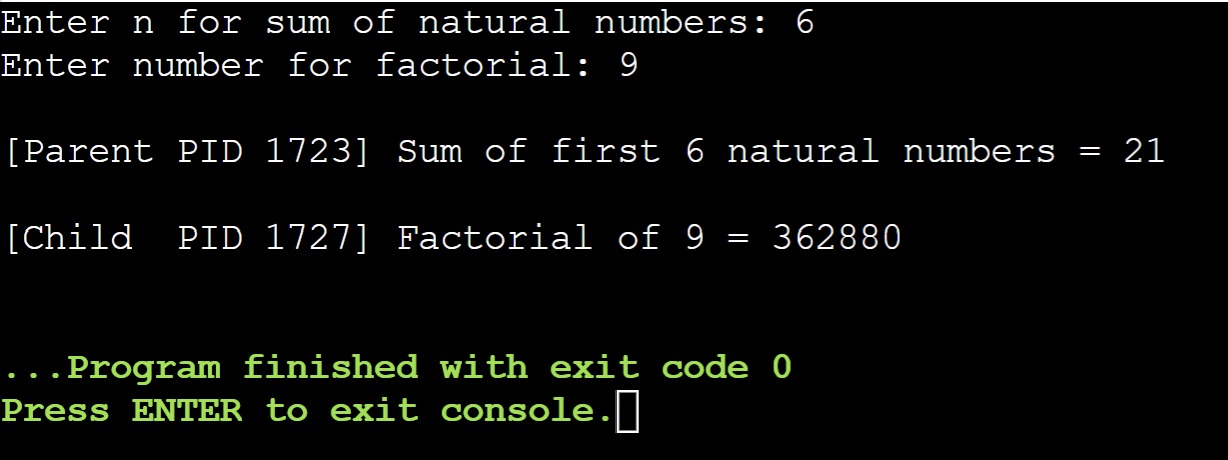 Enter n for sum of natural numbers: 6
Enter number for factorial: 9
[Parent PID 1723] Sum of first 6 natural numbers = 21
[Child  PID 1727] Factorial of 9 = 362880
...Program finished with exit code 0
Press ENTER to exit console.